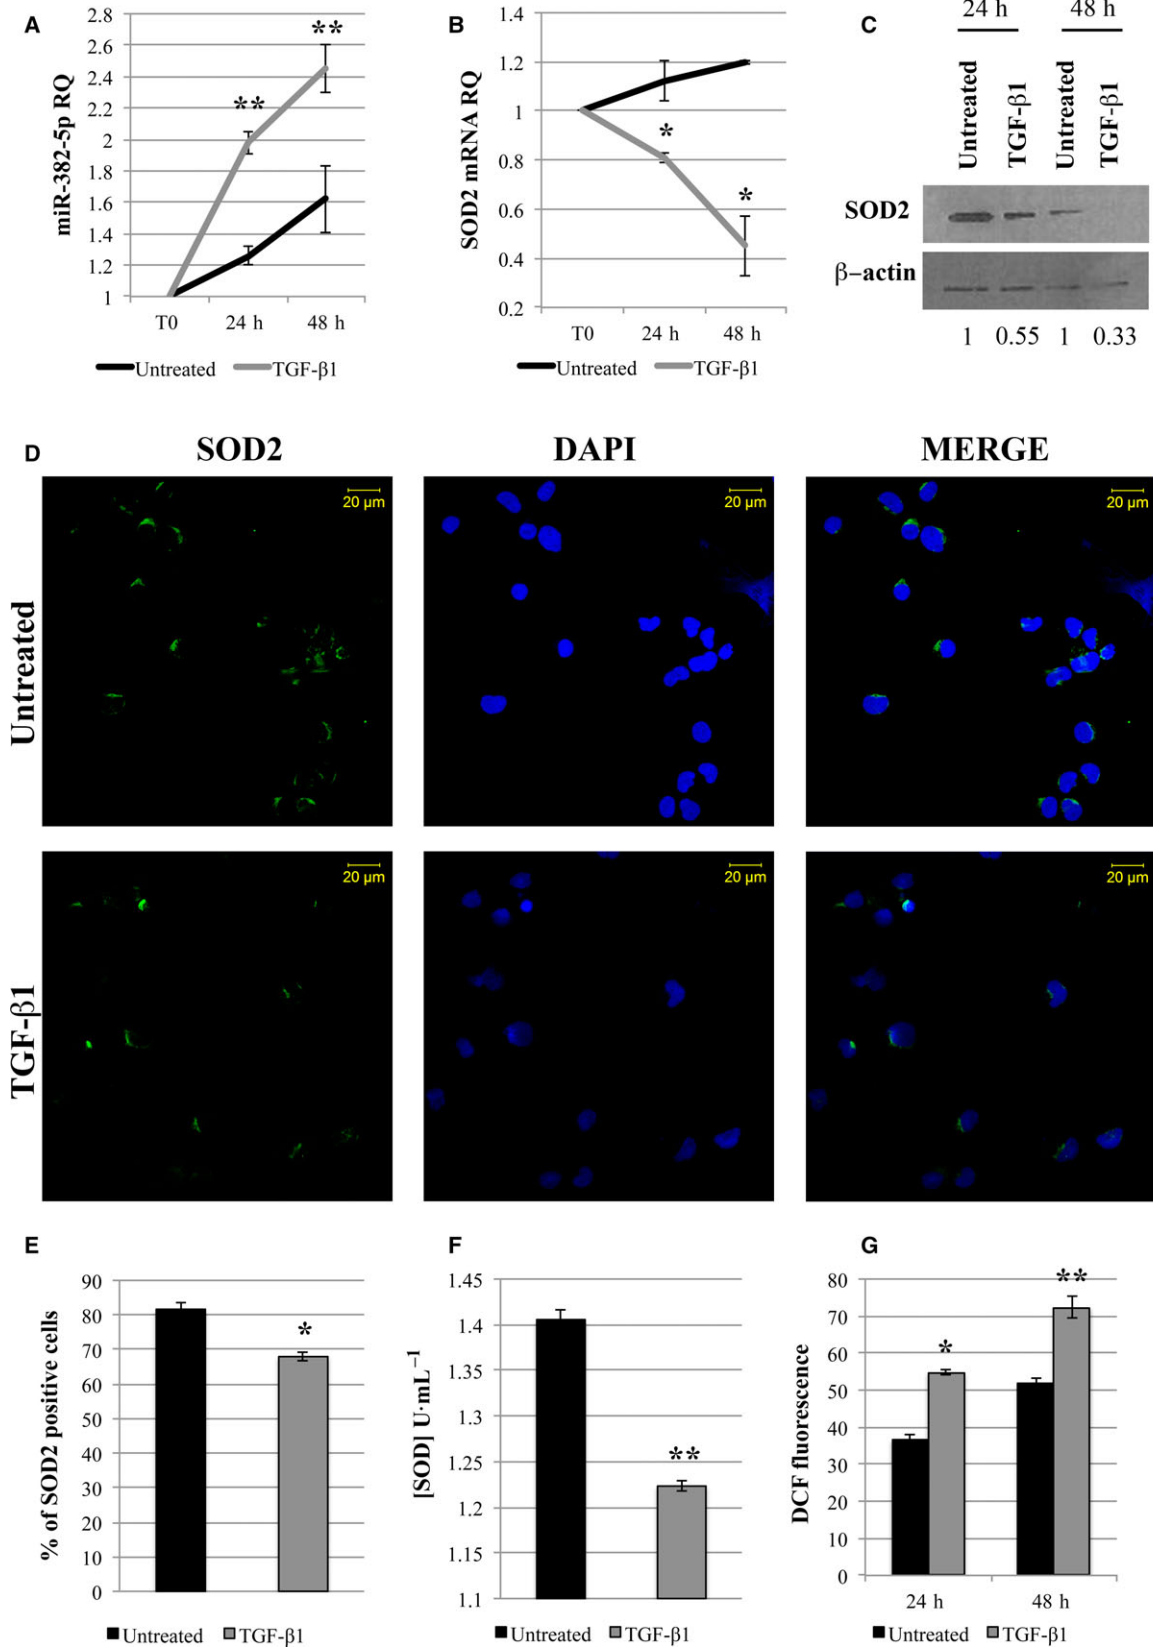 A
miR-382-5p RQ
2.8
2.6
2.4
2.2
2
1.8
1.6
1.4
1.2
1
**
**
T0 24 h 48 h
Untreated TGF-β1
B
SOD2 mRNA RQ
1.4
1.2
1
0.8
0.6
0.4
0.2
*
*
T0 24 h 48 h
Untreated TGF-β1
C
24 h 48 h
Untreated TGF-β1 Untreated TGF-β1
SOD2
β-actin
1 0.55 1 0.33
D
SOD2 DAPI MERGE
Untreated
20 µm 20 µm 20 µm
TGF-β1
20 µm 20 µm 20 µm
E
% of SOD2 positive cells
90
80
70
60
50
40
30
20
10
0
*
Untreated TGF-β1
F
[SOD] U·mL⁻¹
1.45
1.4
1.35
1.3
1.25
1.2
1.15
1.1
**
Untreated TGF-β1
G
DCF fluorescence
80
70
60
50
40
30
20
10
0
*
**
24 h 48 h
Untreated TGF-β1